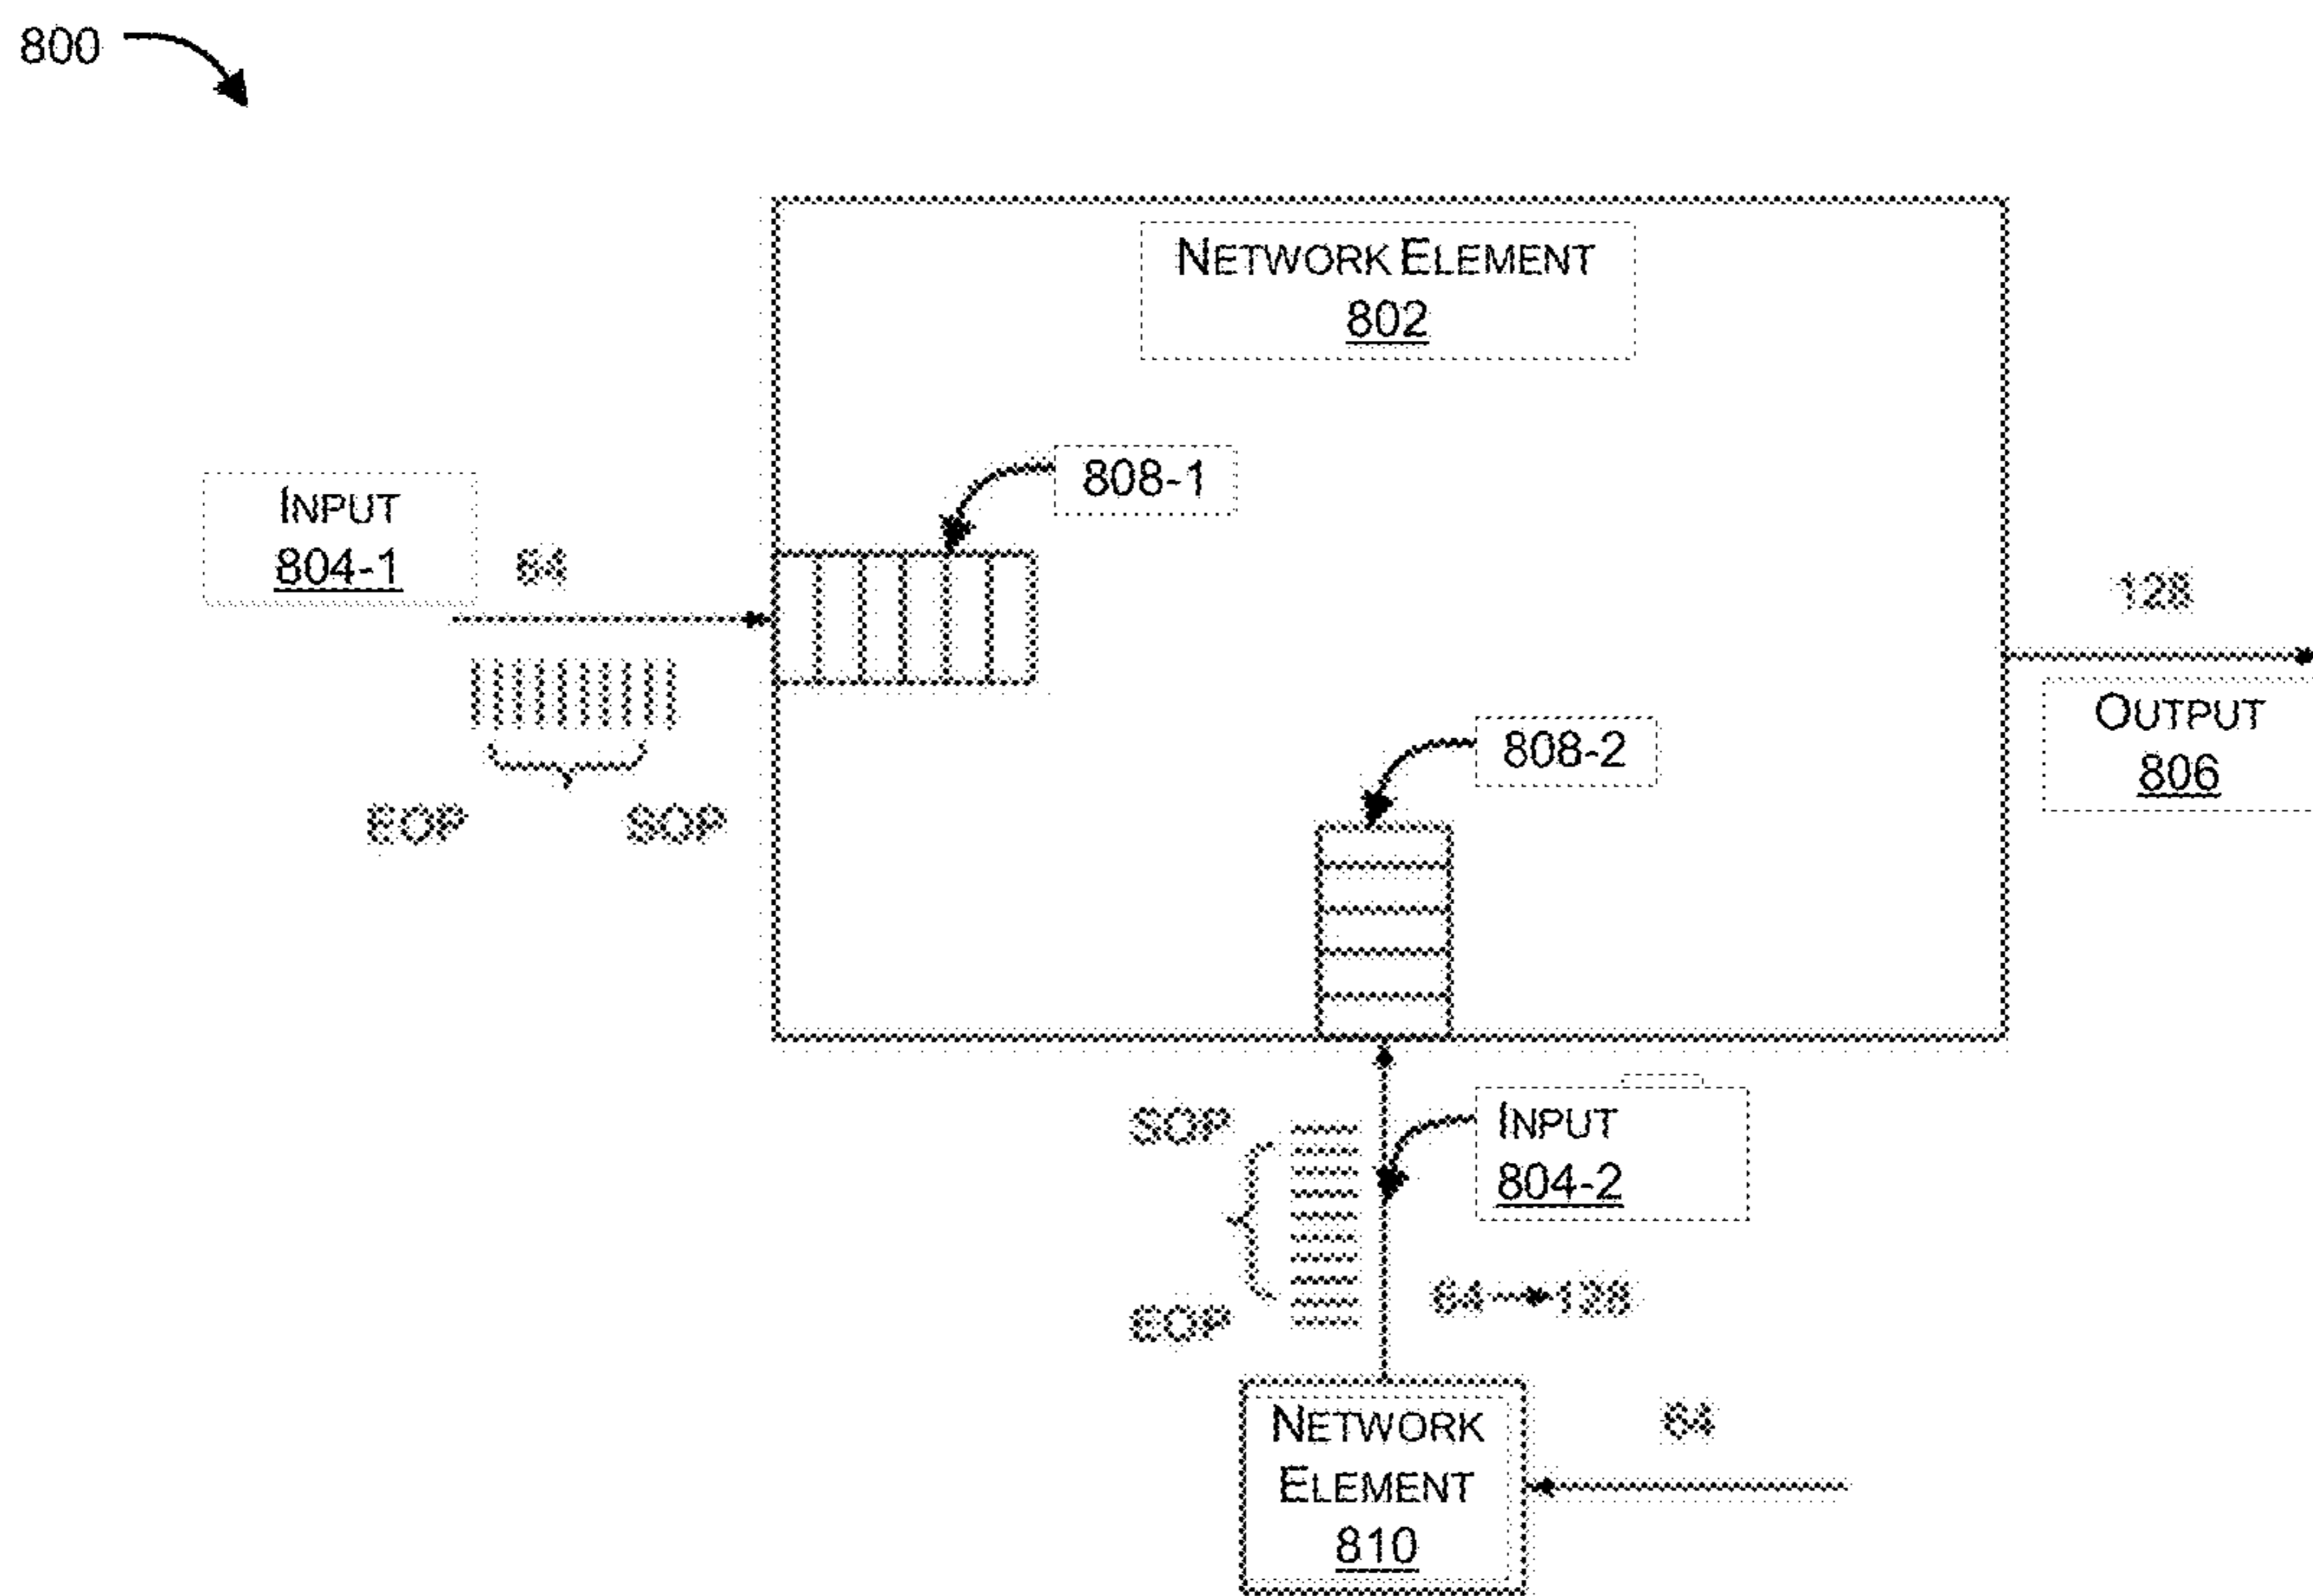 800
NETWORK ELEMENT
802
808-1
INPUT
804-1
64
128
OUTPUT
806
808-2
EOP
SOP
SOP
INPUT
804-2
EOP
64 → 128
NETWORK
ELEMENT
810
64